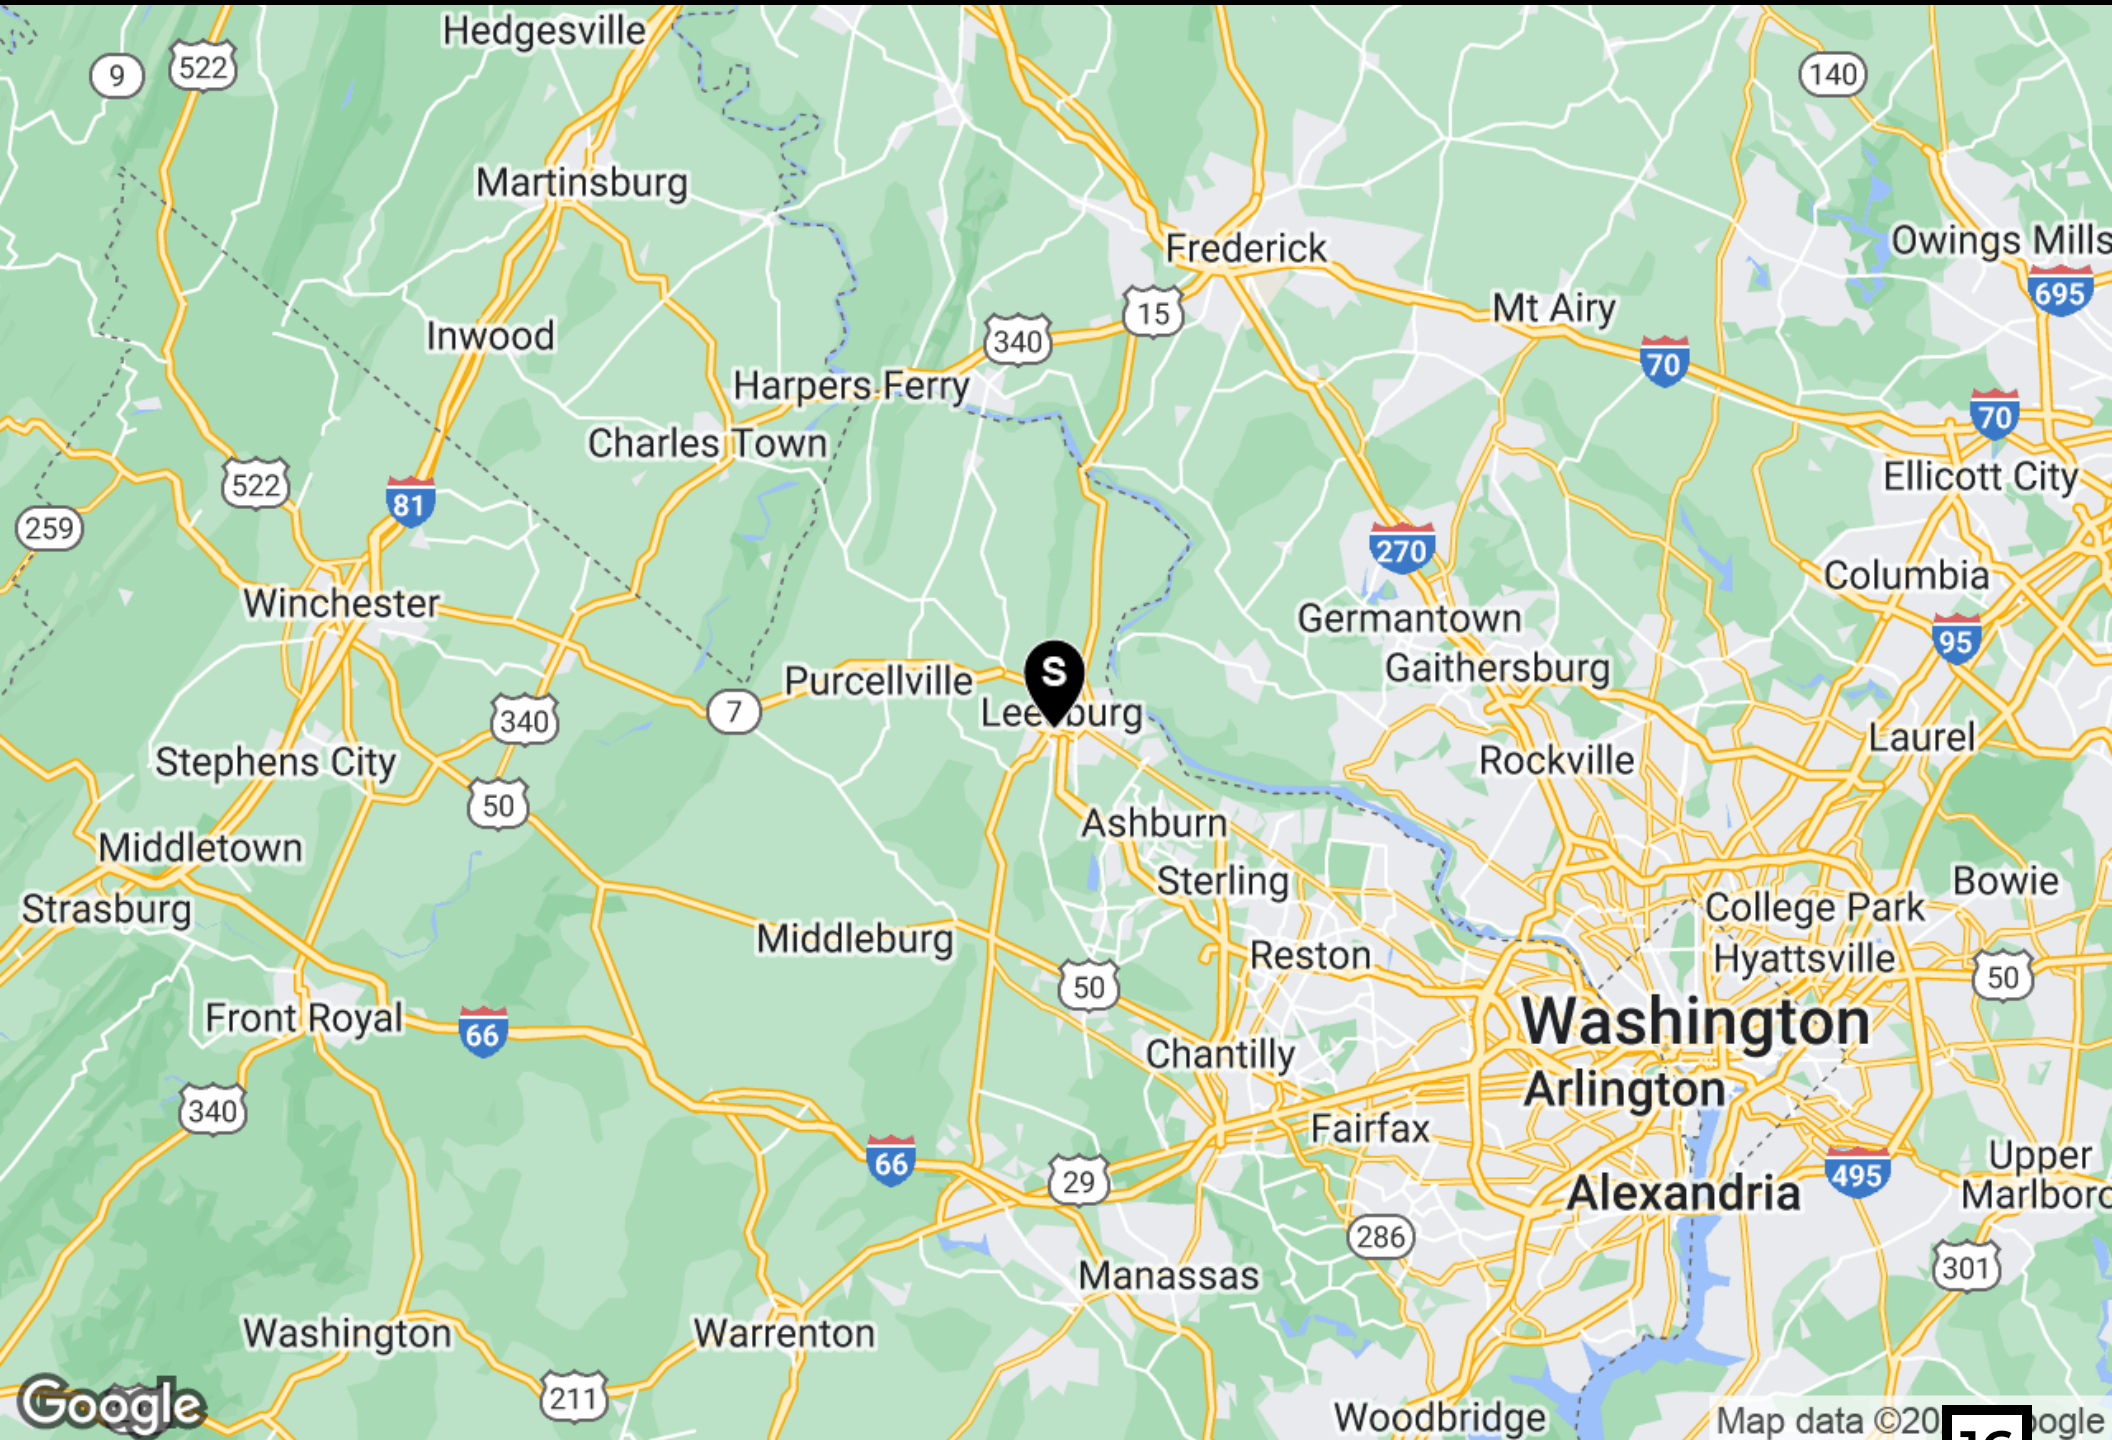 Hedgesville
9
522
140
Martinsburg
Owings Mills
Frederick
695
15
Mt Airy
Inwood
340
70
Harpers Ferry
70
Charles Town
522
81
Ellicott City
259
270
Columbia
Winchester
Germantown
95
S
Gaithersburg
Purcellville
7
340
Laurel
Stephens City
Rockville
50
Ashburn
Middletown
Sterling
Bowie
Strasburg
College Park
Middleburg
Reston
Hyattsville
50
50
Front Royal
66
Washington
Chantilly
Arlington
340
Fairfax
66
Upper
29
495
Alexandria
286
301
Manassas
Washington
Warrenton
211
Google
Woodbridge
Map data